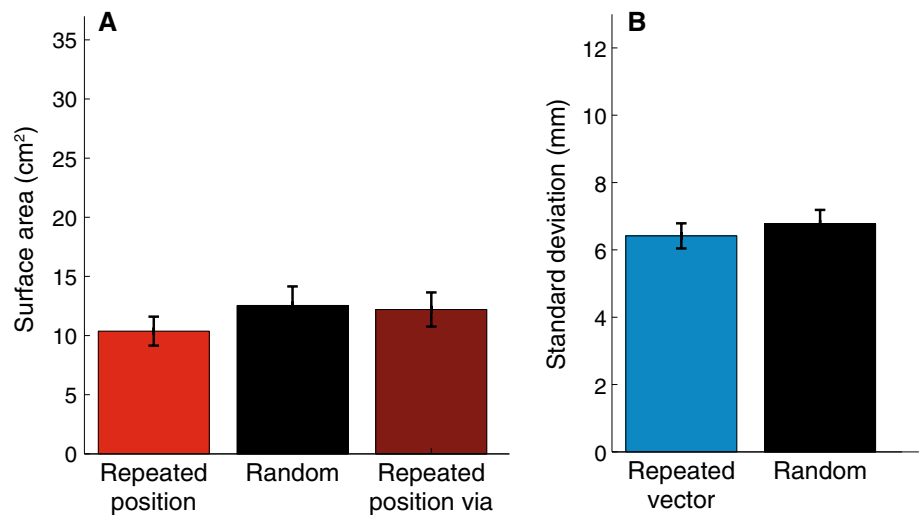 A
Surface area (cm²)
35
30
25
20
15
10
5
0
Repeated
position
Random
Repeated
position via
B
Standard deviation (mm)
12
10
8
6
4
2
0
Repeated
vector
Random